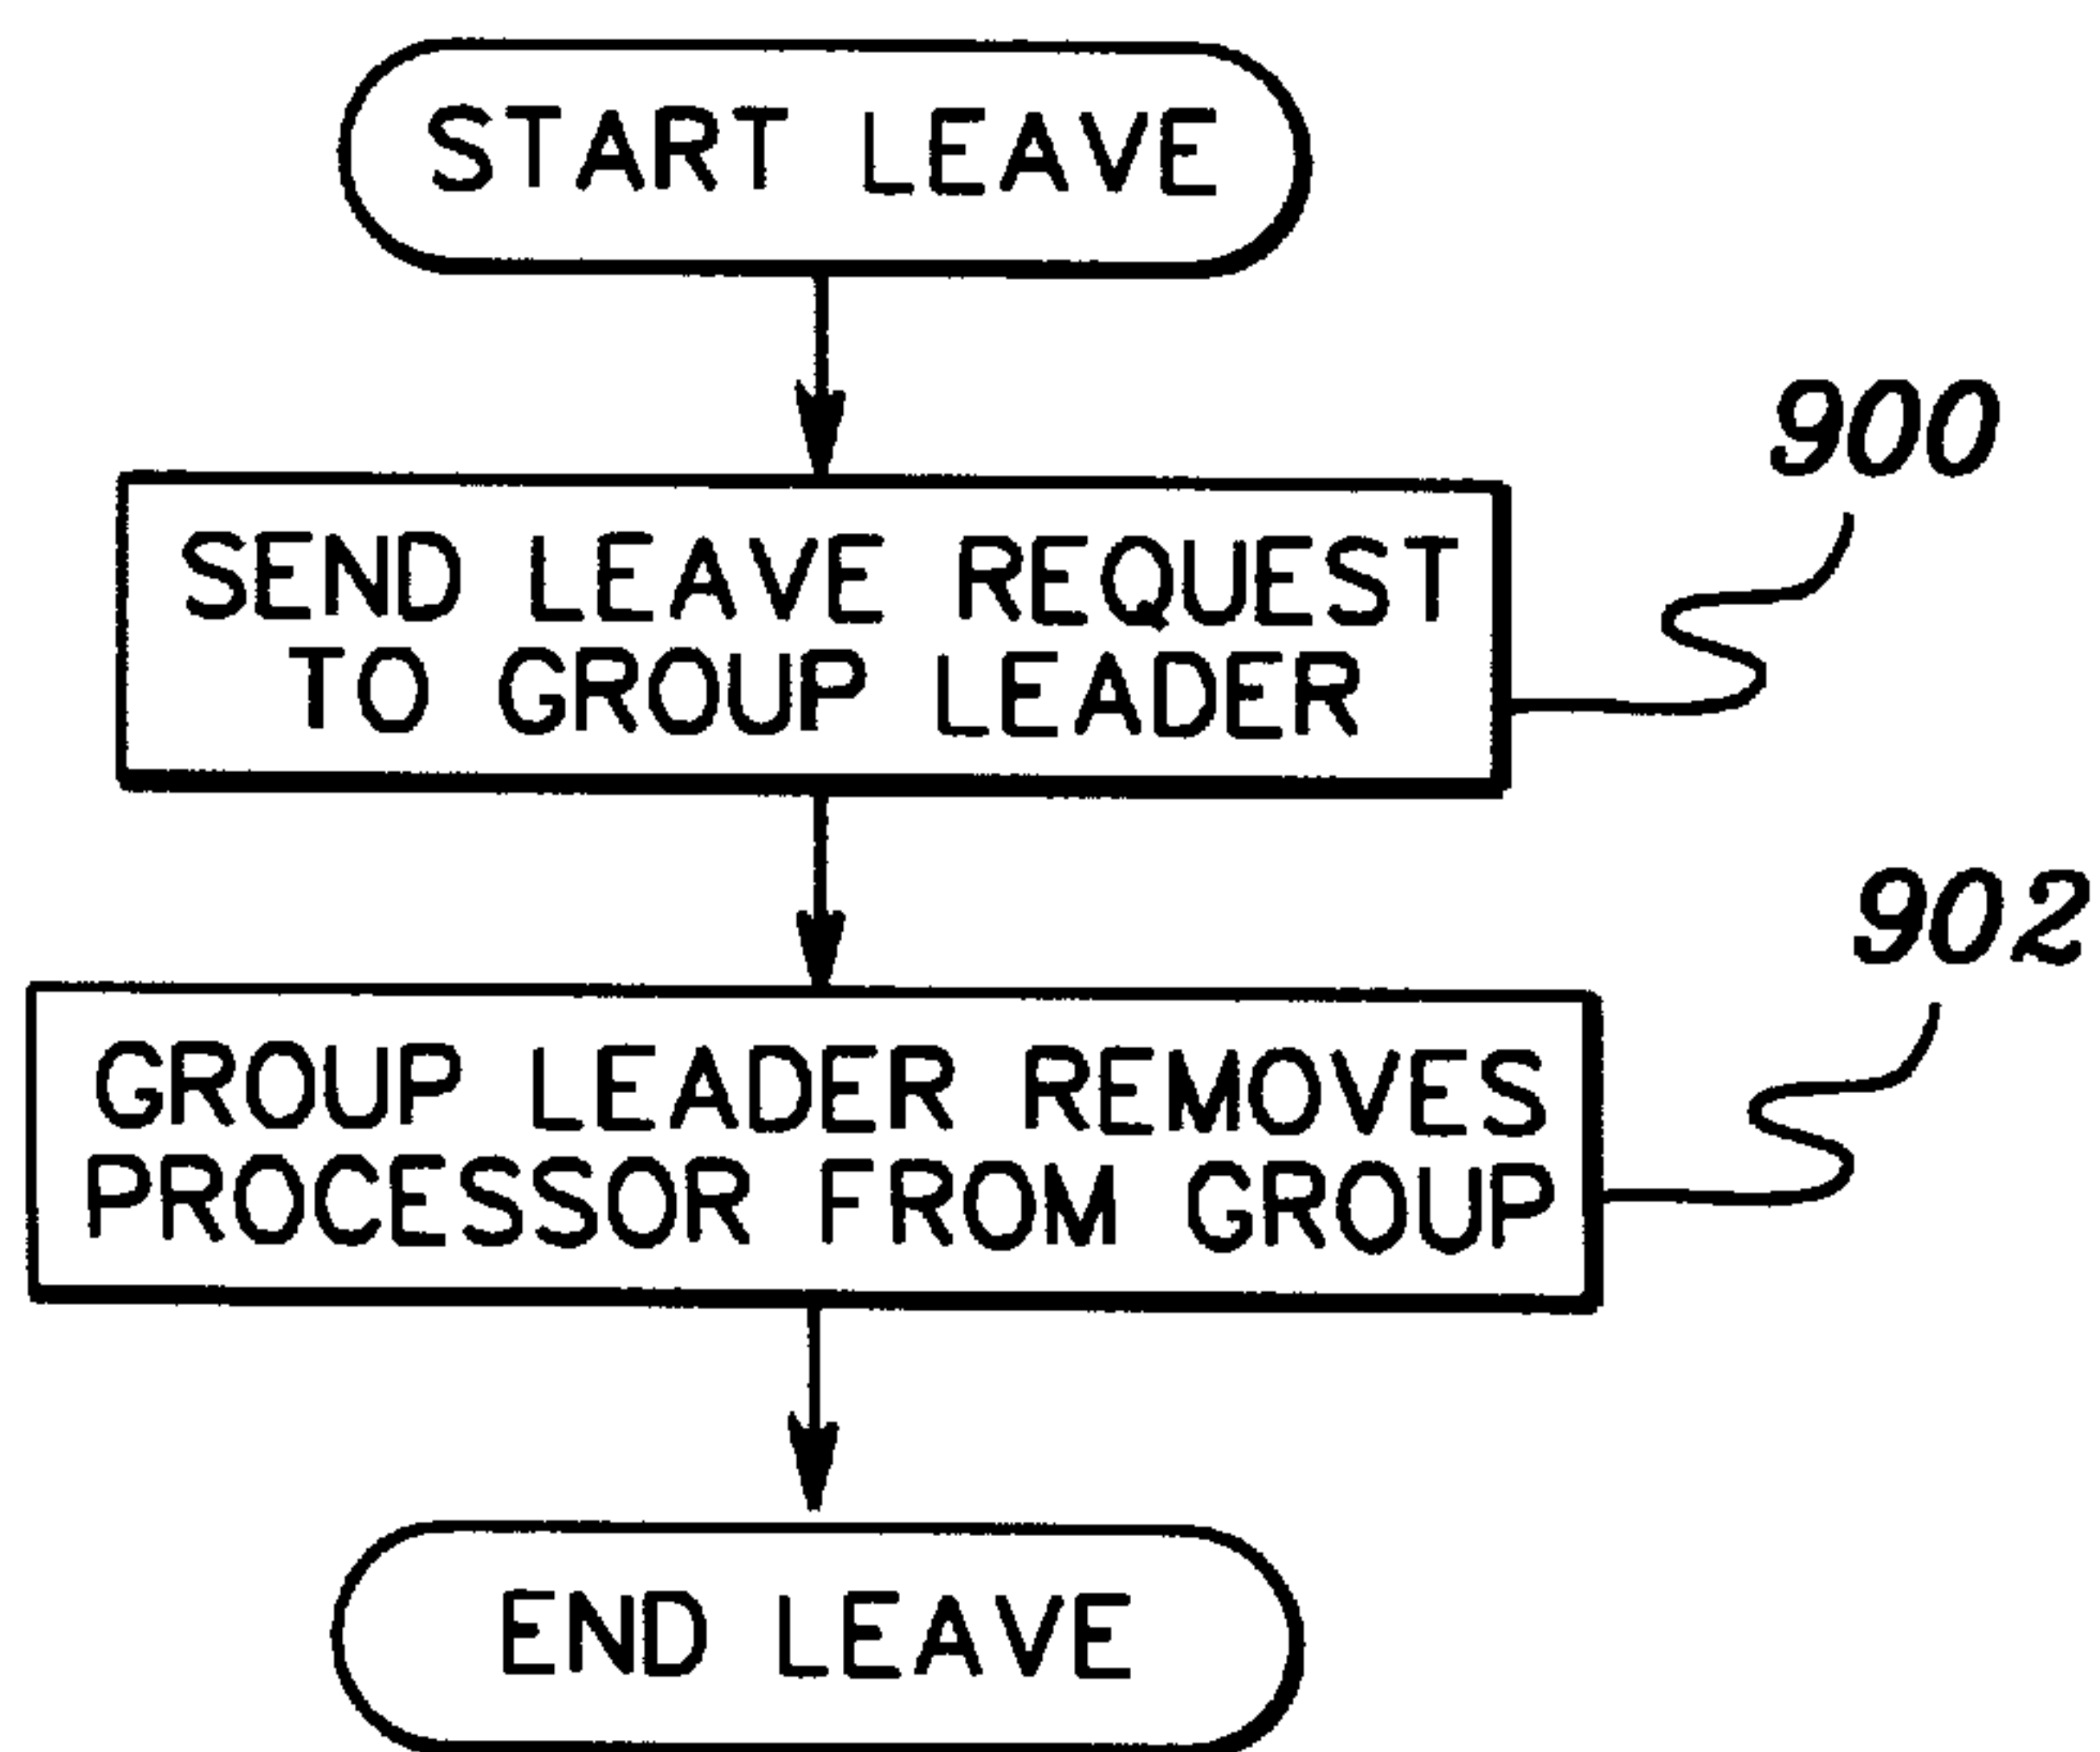 START LEAVE
900
SEND LEAVE REQUEST
TO GROUP LEADER
902
GROUP LEADER REMOVES
PROCESSOR FROM GROUP
END LEAVE